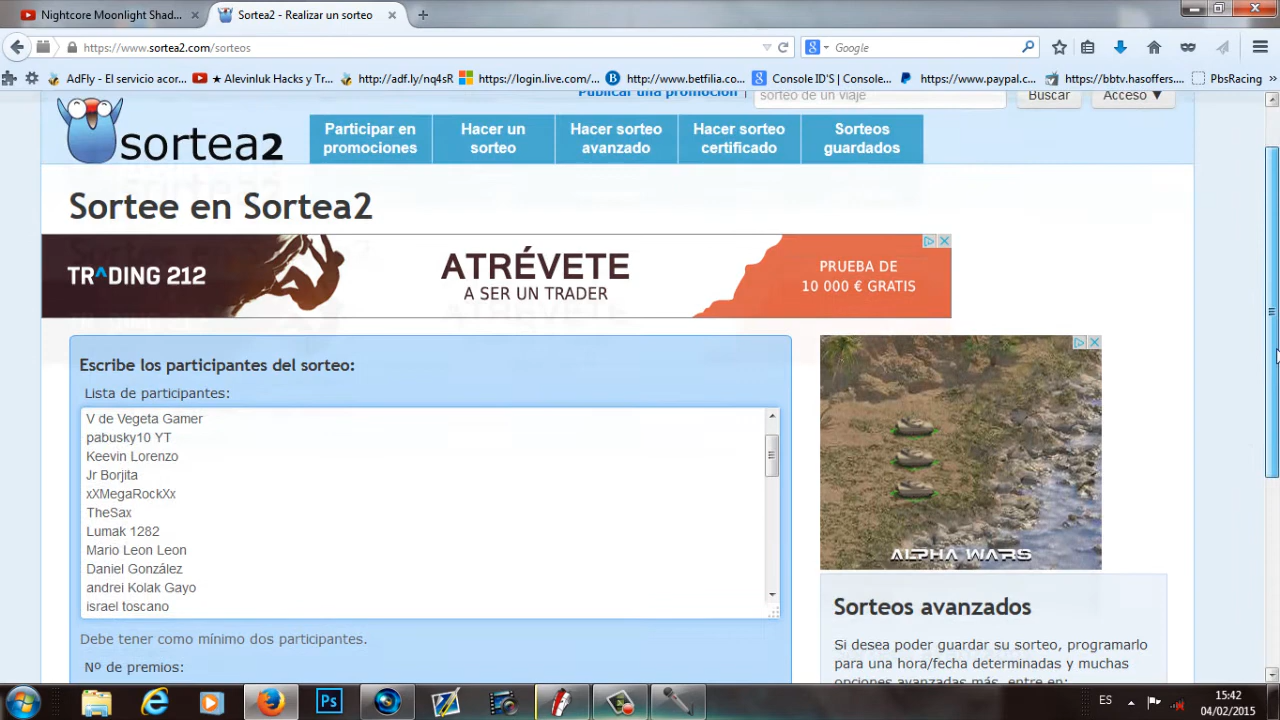 Nightcore Moonlight Shad...
Sortea2 - Realizar un sorteo
https://www.sortea2.com/sorteos
Google
AdFly - El servicio acor...
★ Alevinluk Hacks y Tr...
http://adf.ly/nq4sR
https://login.live.com/...
http://www.betfilia.co...
Console ID'S | Console...
https://www.paypal.c...
https://bbtv.hasoffers....
PbsRacing
Publicar una promoción |
sorteo de un viaje
Buscar
Acceso ▼
sortea2
Participar en promociones
Hacer un sorteo
Hacer sorteo avanzado
Hacer sorteo certificado
Sorteos guardados
Sortee en Sortea2
TRADING 212
ATRÉVETE
A SER UN TRADER
PRUEBA DE
10 000 € GRATIS
Escribe los participantes del sorteo:
Lista de participantes:
V de Vegeta Gamer
pabusky10 YT
Keevin Lorenzo
Jr Borjita
xXMegaRockXx
TheSax
Lumak 1282
Mario Leon Leon
Daniel González
andrei Kolak Gayo
israel toscano
Debe tener como mínimo dos participantes.
Nº de premios:
ALPHA WARS
Sorteos avanzados
Si desea poder guardar su sorteo, programarlo
para una hora/fecha determinadas y muchas
opciones avanzadas más, entre en:
Ps
ES
15:42
04/02/2015